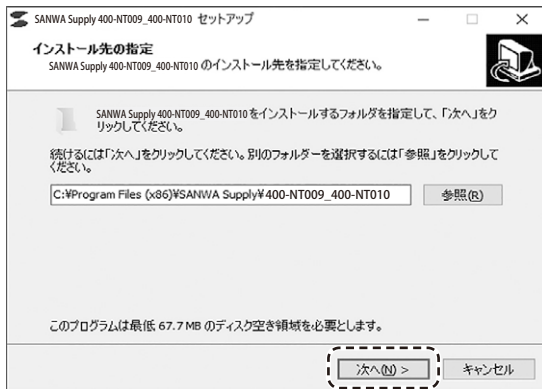 SANWA Supply 400-NT009_400-NT010 セットアップ
インストール先の指定
SANWA Supply 400-NT009_400-NT010 のインストール先を指定してください。
SANWA Supply 400-NT009_400-NT010をインストールするフォルダを指定して、「次へ」をク
リックしてください。
続けるには「次へ」をクリックしてください。別のフォルダーを選択するには「参照」をクリックして
ください。
C:¥Program Files (x86)¥SANWA Supply¥400-NT009_400-NT010
参照(R)
このプログラムは最低 67.7 MB のディスク空き領域を必要とします。
次へ(N) >
キャンセル